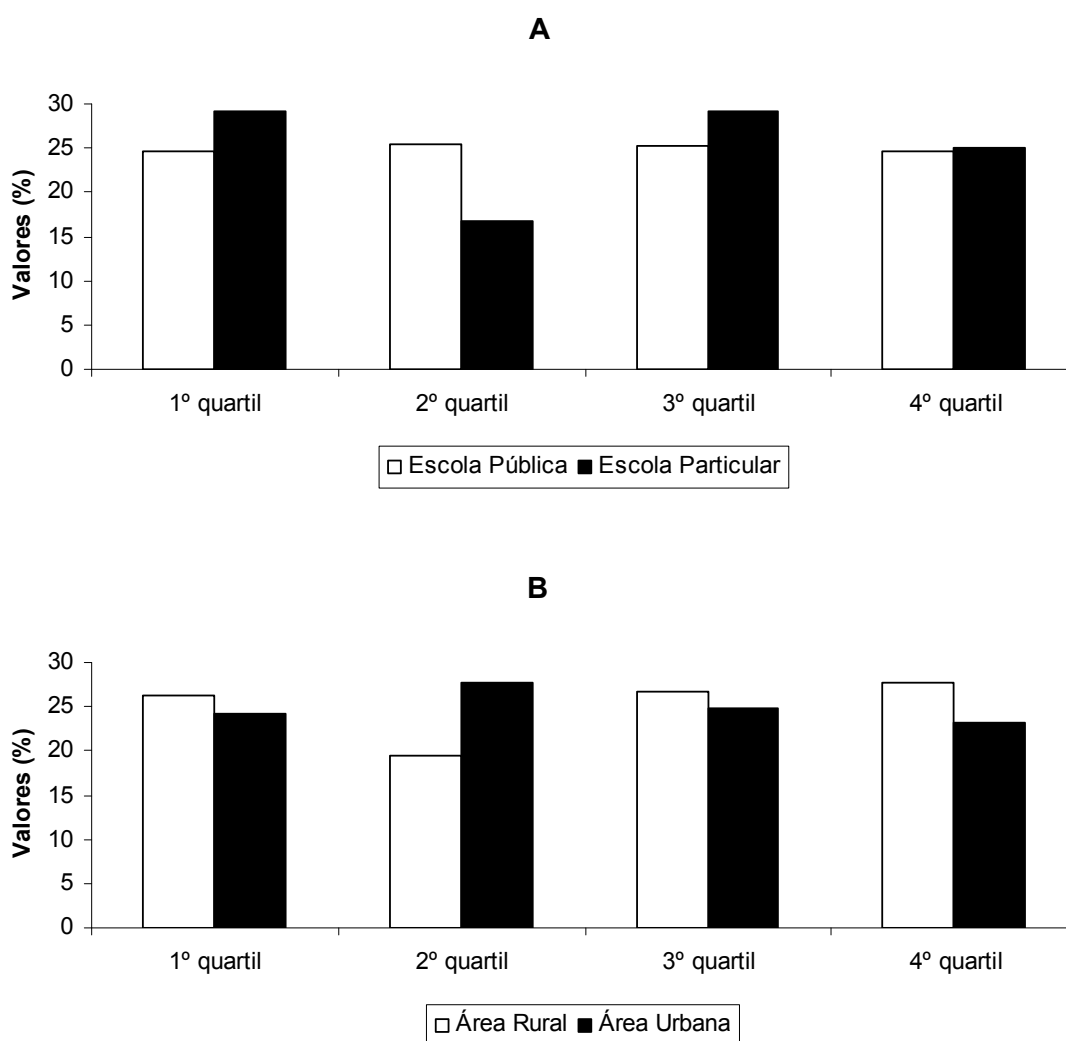 A
Valores (%)
30
25
20
15
10
5
0
1º quartil 2º quartil 3º quartil 4º quartil
Escola Pública Escola Particular
B
Valores (%)
30
25
20
15
10
5
0
1º quartil 2º quartil 3º quartil 4º quartil
Área Rural Área Urbana